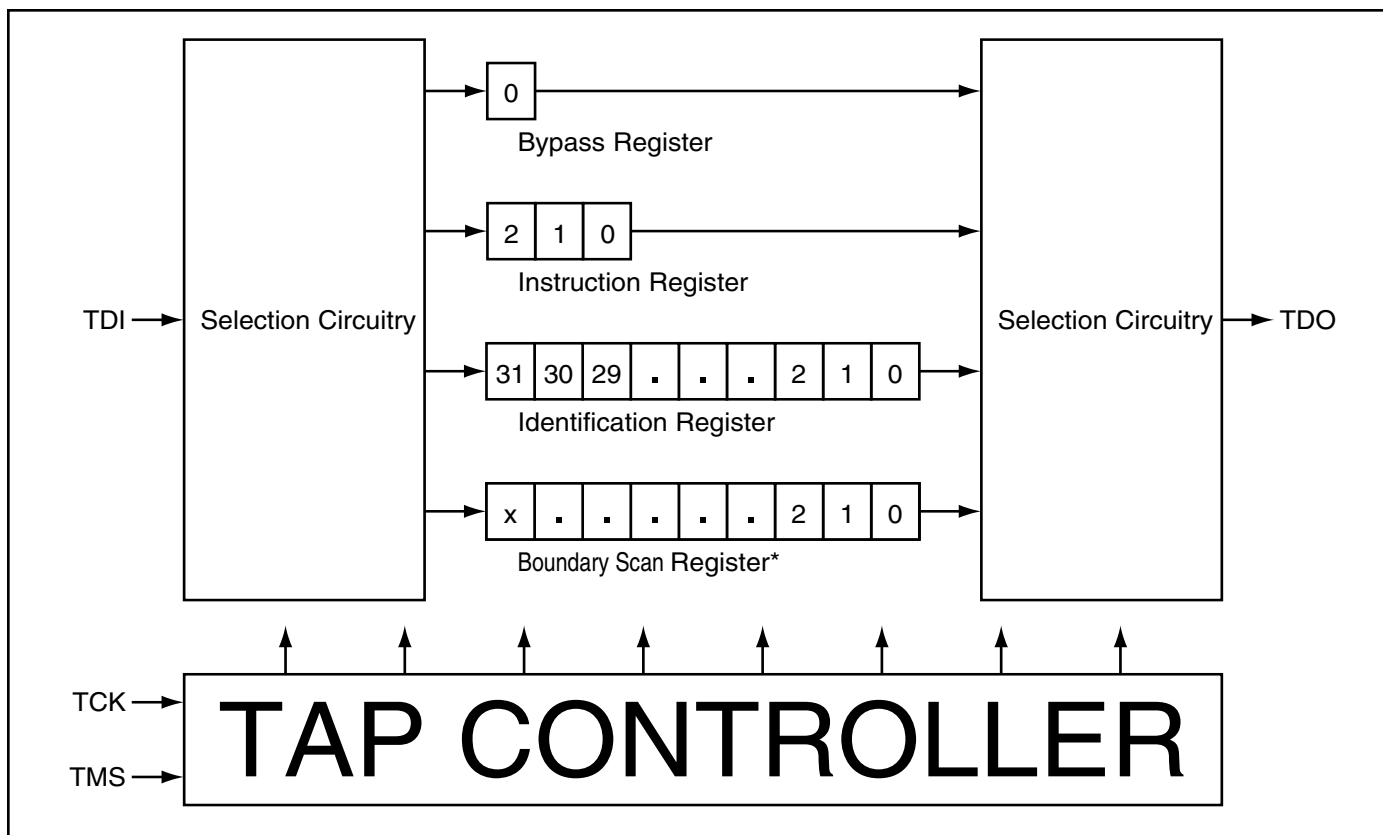 0
Bypass Register
2 1 0
Instruction Register
TDI Selection Circuitry Selection Circuitry TDO
31 30 29 . . . 2 1 0
Identification Register
x . . . . . 2 1 0
Boundary Scan Register*
TCK
TAP CONTROLLER
TMS